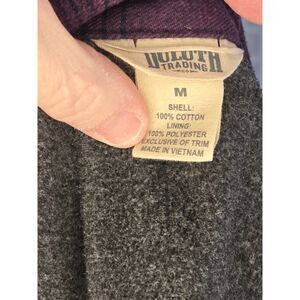 DULUTH
TRADING
CO
M
SHELL:
100% COTTON
LINING:
100% POLYESTER
EXCLUSIVE OF TRIM
MADE IN VIETNAM